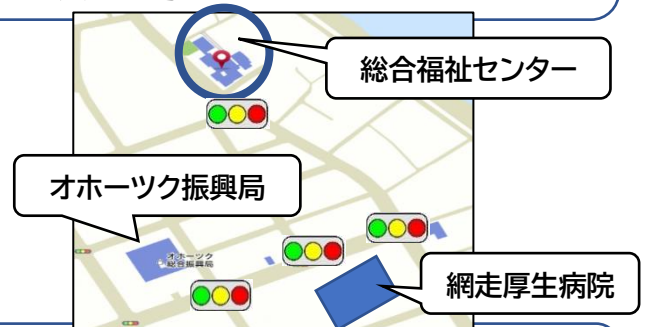 総合福祉センター
オホーツク振興局
オホーツク
総合振興局
網走厚生病院